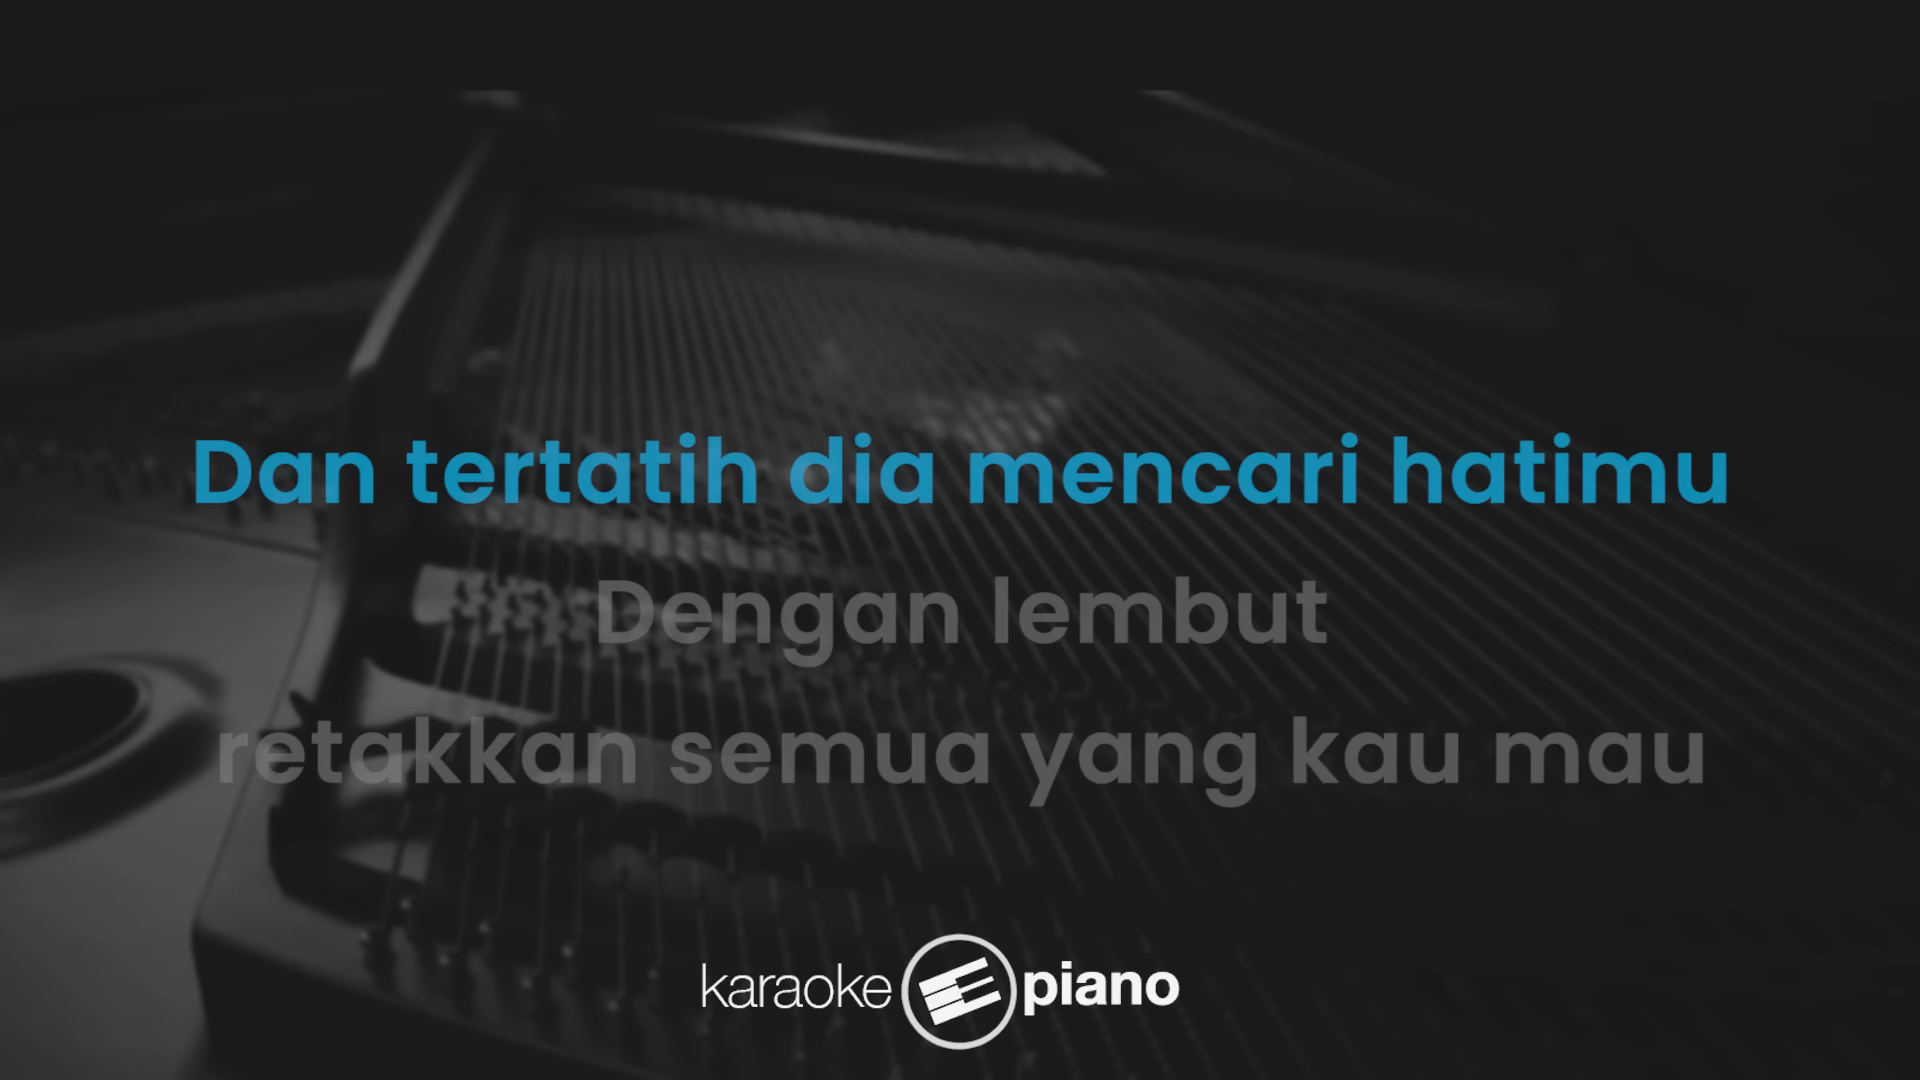 Dan tertatih dia mencari hatimu
Dengan lembut
retakkan semua yang kau mau
karaoke piano